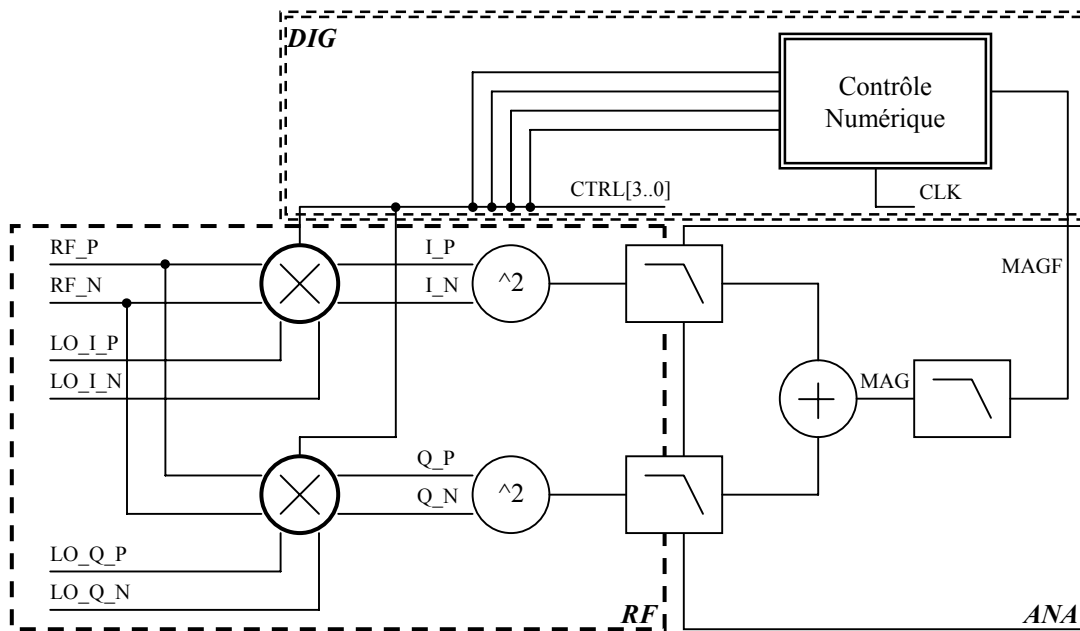 DIG
Contrôle
Numérique
CTRL[3..0]
CLK
RF_P
RF_N
LO_I_P
LO_I_N
I_P
I_N
^2
MAGF
MAG
+
Q_P
Q_N
^2
LO_Q_P
LO_Q_N
RF
ANA